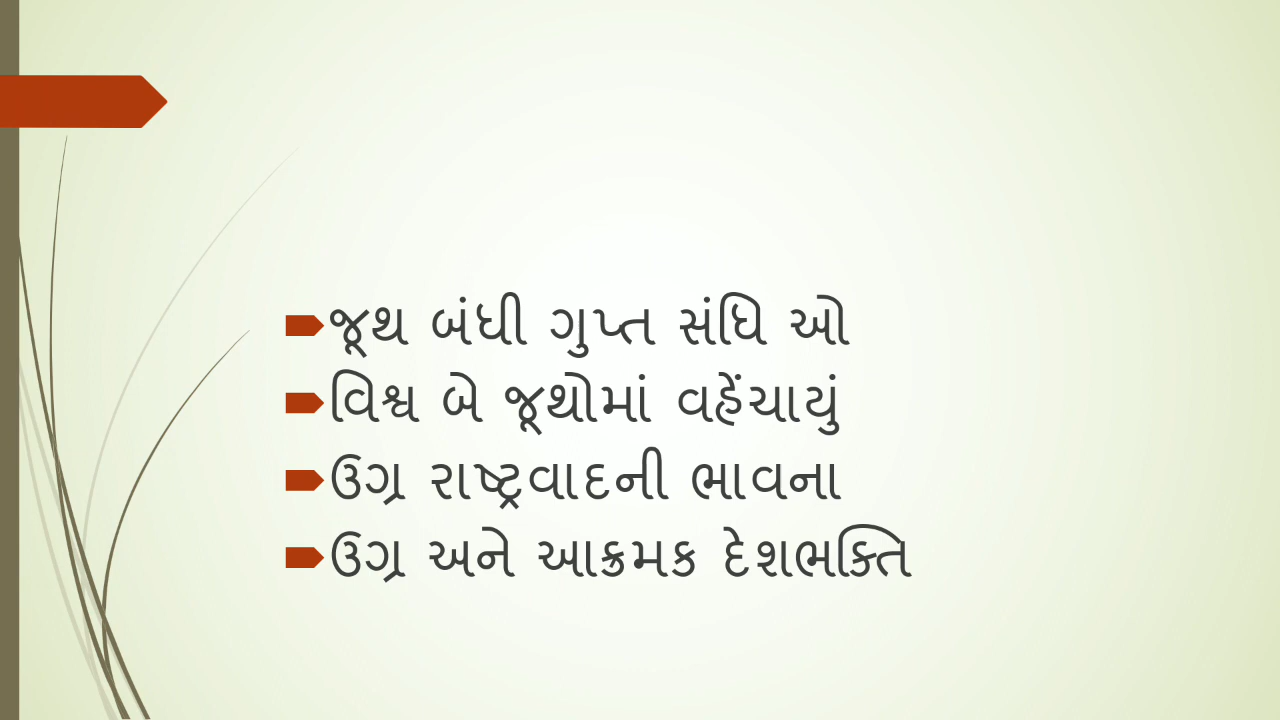 જૂથ બંધી ગુપ્ત સંધિ ઓ
વિશ્વ બે જૂથોમાં વહેંચાયું
ઉગ્ર રાષ્ટ્રવાદની ભાવના
ઉગ્ર અને આક્રમક દેશભક્તિ